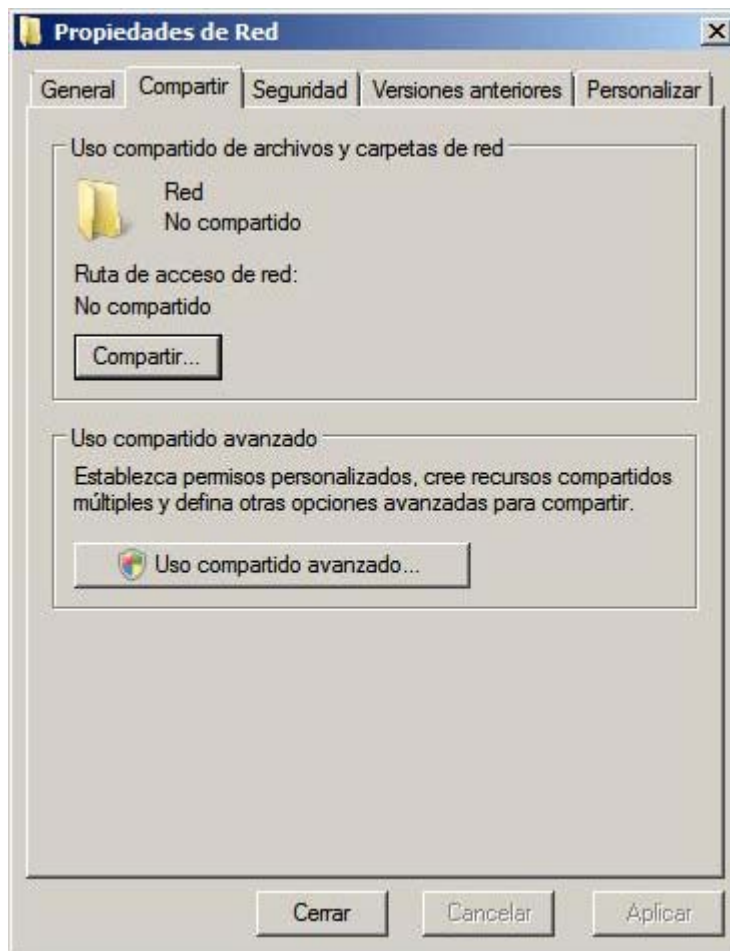 Propiedades de Red
General Compartir Seguridad Versiones anteriores Personalizar
Uso compartido de archivos y carpetas de red
Red
No compartido
Ruta de acceso de red:
No compartido
Compartir...
Uso compartido avanzado
Establezca permisos personalizados, cree recursos compartidos
múltiples y defina otras opciones avanzadas para compartir.
Uso compartido avanzado...
Cerrar Cancelar Aplicar